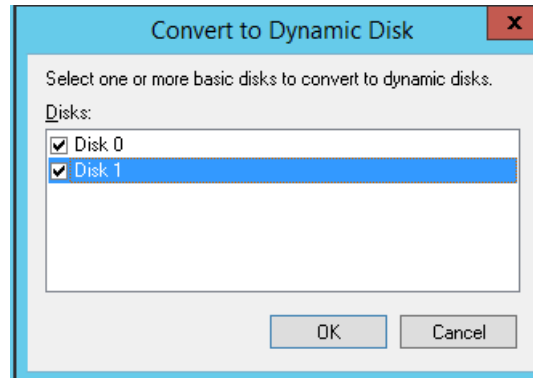 Convert to Dynamic Disk
x
Select one or more basic disks to convert to dynamic disks.
Disks:
Disk 0
Disk 1
OK
Cancel